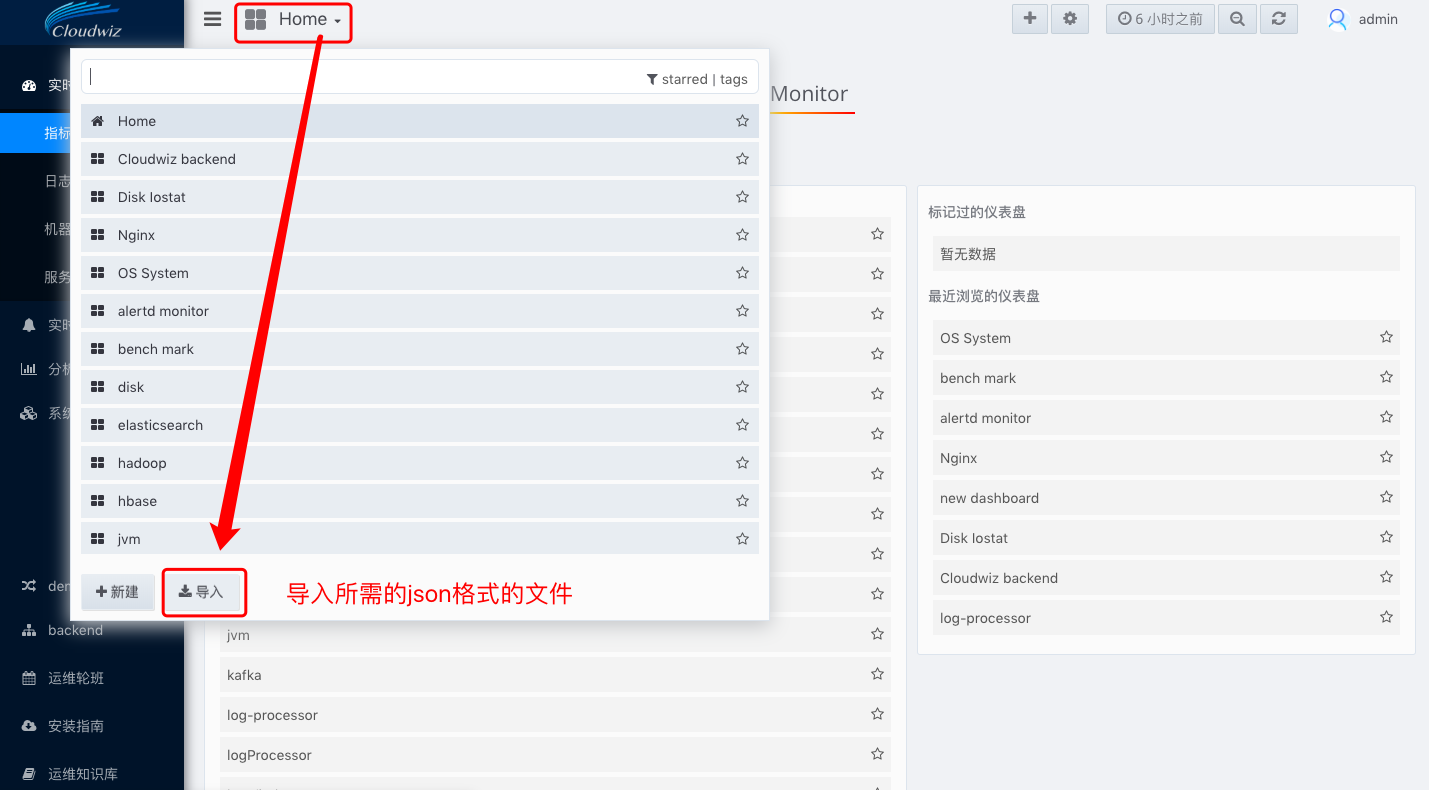 Cloudwiz
Home
6 小时之前
admin
starred | tags
Monitor
实时
指标
日志
机器
服务
实时
分析
系统
den
backend
运维轮班
安装指南
运维知识库
Home
Cloudwiz backend
Disk Iostat
Nginx
OS System
alertd monitor
bench mark
disk
elasticsearch
hadoop
hbase
jvm
新建
导入
导入所需的json格式的文件
jvm
kafka
log-processor
logProcessor
标记过的仪表盘
暂无数据
最近浏览的仪表盘
OS System
bench mark
alertd monitor
Nginx
new dashboard
Disk Iostat
Cloudwiz backend
log-processor